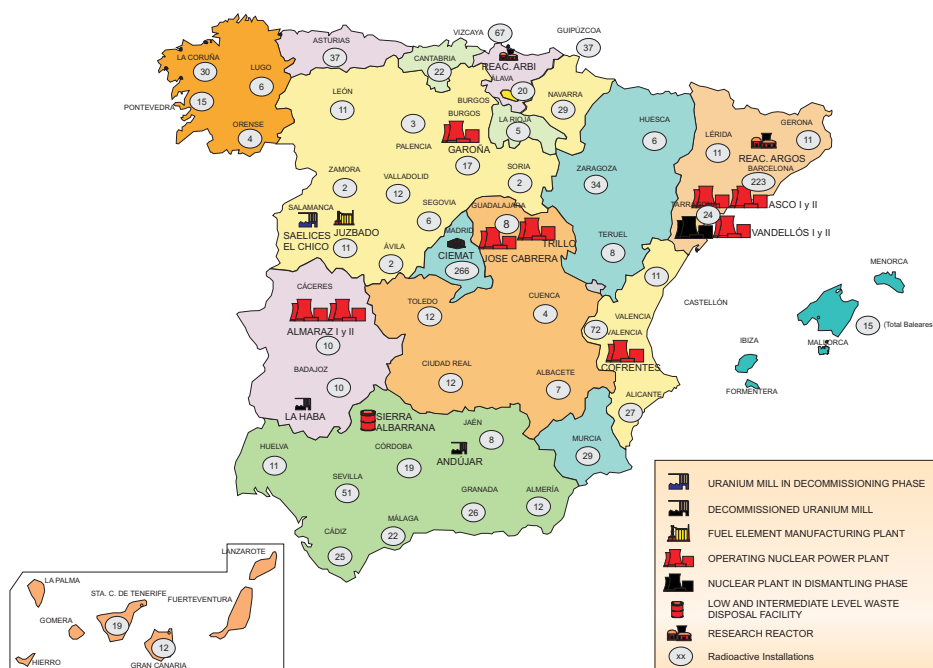 VIZCAYA
67
GUIPÚZCOA
37
ASTURIAS
37
CANTABRIA
22
REAC. ARBI
LA CORUÑA
30
LUGO
6
ÁLAVA
20
PONTEVEDRA
15
LEÓN
11
BURGOS
NAVARRA
29
BURGOS
3
LA RIOJA
5
HUESCA
6
GERONA
11
ORENSE
4
PALENCIA
GAROÑA
17
LÉRIDA
11
REAC. ARGOS
BARCELONA
223
ZAMORA
2
VALLADOLID
12
SORIA
2
ZARAGOZA
34
ASCO I y II
SALAMANCA
SEGOVIA
6
GUADALAJARA
8
TARRAGONA
24
SAELICES
EL CHICO
JUZBADO
11
MADRID
CIEMAT
266
TRILLO
JOSE CABRERA
TERUEL
8
VANDELLÓS I y II
ÁVILA
2
11
MENORCA
CÁCERES
TOLEDO
12
CUENCA
4
CASTELLÓN
VALENCIA
15
(Total Baleares
ALMARAZ I y II
10
72
VALENCIA
IBIZA
MALLORCA
BADAJOZ
10
CIUDAD REAL
12
ALBACETE
7
COFRENTES
FORMENTERA
LA HABA
SIERRA
ALBARRANA
ALICANTE
27
JAÉN
8
MURCIA
29
HUELVA
11
CÓRDOBA
19
ANDÚJAR
SEVILLA
51
GRANADA
26
ALMERÍA
12
MÁLAGA
22
CÁDIZ
25
LANZAROTE
LA PALMA
STA. C. DE TENERIFE
FUERTEVENTURA
GOMERA
19
12
HIERRO
GRAN CANARIA
URANIUM MILL IN DECOMMISSIONING PHASE
DECOMMISSIONED URANIUM MILL
FUEL ELEMENT MANUFACTURING PLANT
OPERATING NUCLEAR POWER PLANT
NUCLEAR PLANT IN DISMANTLING PHASE
LOW AND INTERMEDIATE LEVEL WASTE
DISPOSAL FACILITY
RESEARCH REACTOR
xx Radioactive Installations